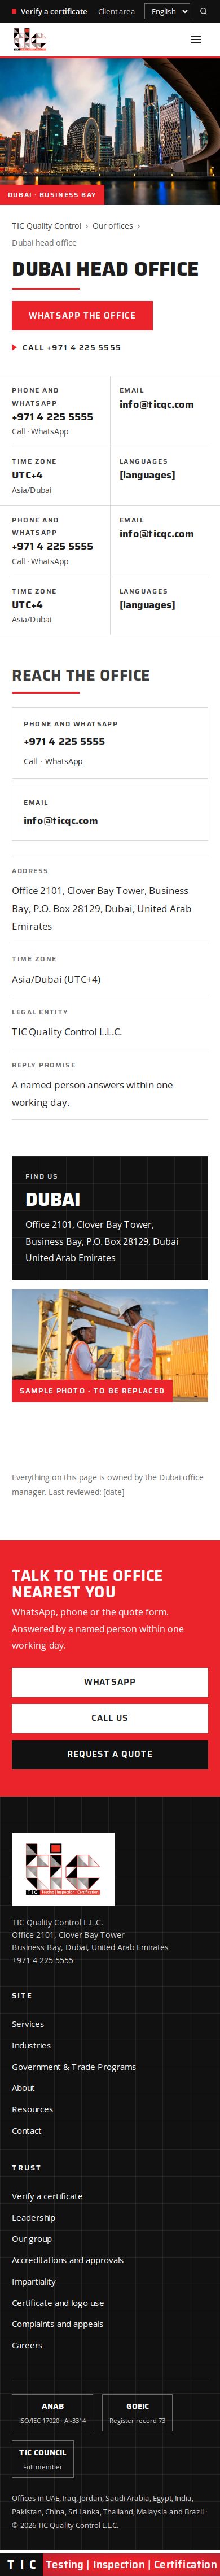 Verify a certificate Client area English
DUBAI · BUSINESS BAY
TIC Quality Control › Our offices ›
Dubai head office
DUBAI HEAD OFFICE
WHATSAPP THE OFFICE
CALL +971 4 225 5555
PHONE AND
WHATSAPP
+971 4 225 5555
Call · WhatsApp
EMAIL
info@ticqc.com
TIME ZONE
UTC+4
Asia/Dubai
LANGUAGES
[languages]
PHONE AND
WHATSAPP
+971 4 225 5555
Call · WhatsApp
EMAIL
info@ticqc.com
TIME ZONE
UTC+4
Asia/Dubai
LANGUAGES
[languages]
REACH THE OFFICE
PHONE AND WHATSAPP
+971 4 225 5555
Call · WhatsApp
EMAIL
info@ticqc.com
ADDRESS
Office 2101, Clover Bay Tower, Business
Bay, P.O. Box 28129, Dubai, United Arab
Emirates
TIME ZONE
Asia/Dubai (UTC+4)
LEGAL ENTITY
TIC Quality Control L.L.C.
REPLY PROMISE
A named person answers within one
working day.
FIND US
DUBAI
Office 2101, Clover Bay Tower,
Business Bay, P.O. Box 28129, Dubai
United Arab Emirates
SAMPLE PHOTO · TO BE REPLACED
Everything on this page is owned by the Dubai office
manager. Last reviewed: [date]
TALK TO THE OFFICE
NEAREST YOU
WhatsApp, phone or the quote form.
Answered by a named person within one
working day.
WHATSAPP
CALL US
REQUEST A QUOTE
TIC Testing | Inspection | Certification
TIC Quality Control L.L.C.
Office 2101, Clover Bay Tower
Business Bay, Dubai, United Arab Emirates
+971 4 225 5555
SITE
Services
Industries
Government & Trade Programs
About
Resources
Contact
TRUST
Verify a certificate
Leadership
Our group
Accreditations and approvals
Impartiality
Certificate and logo use
Complaints and appeals
Careers
ANAB
ISO/IEC 17020 · AI-3314
GOEIC
Register record 73
TIC COUNCIL
Full member
Offices in UAE, Iraq, Jordan, Saudi Arabia, Egypt, India,
Pakistan, China, Sri Lanka, Thailand, Malaysia and Brazil ·
© 2026 TIC Quality Control L.L.C.
TIC Testing | Inspection | Certification